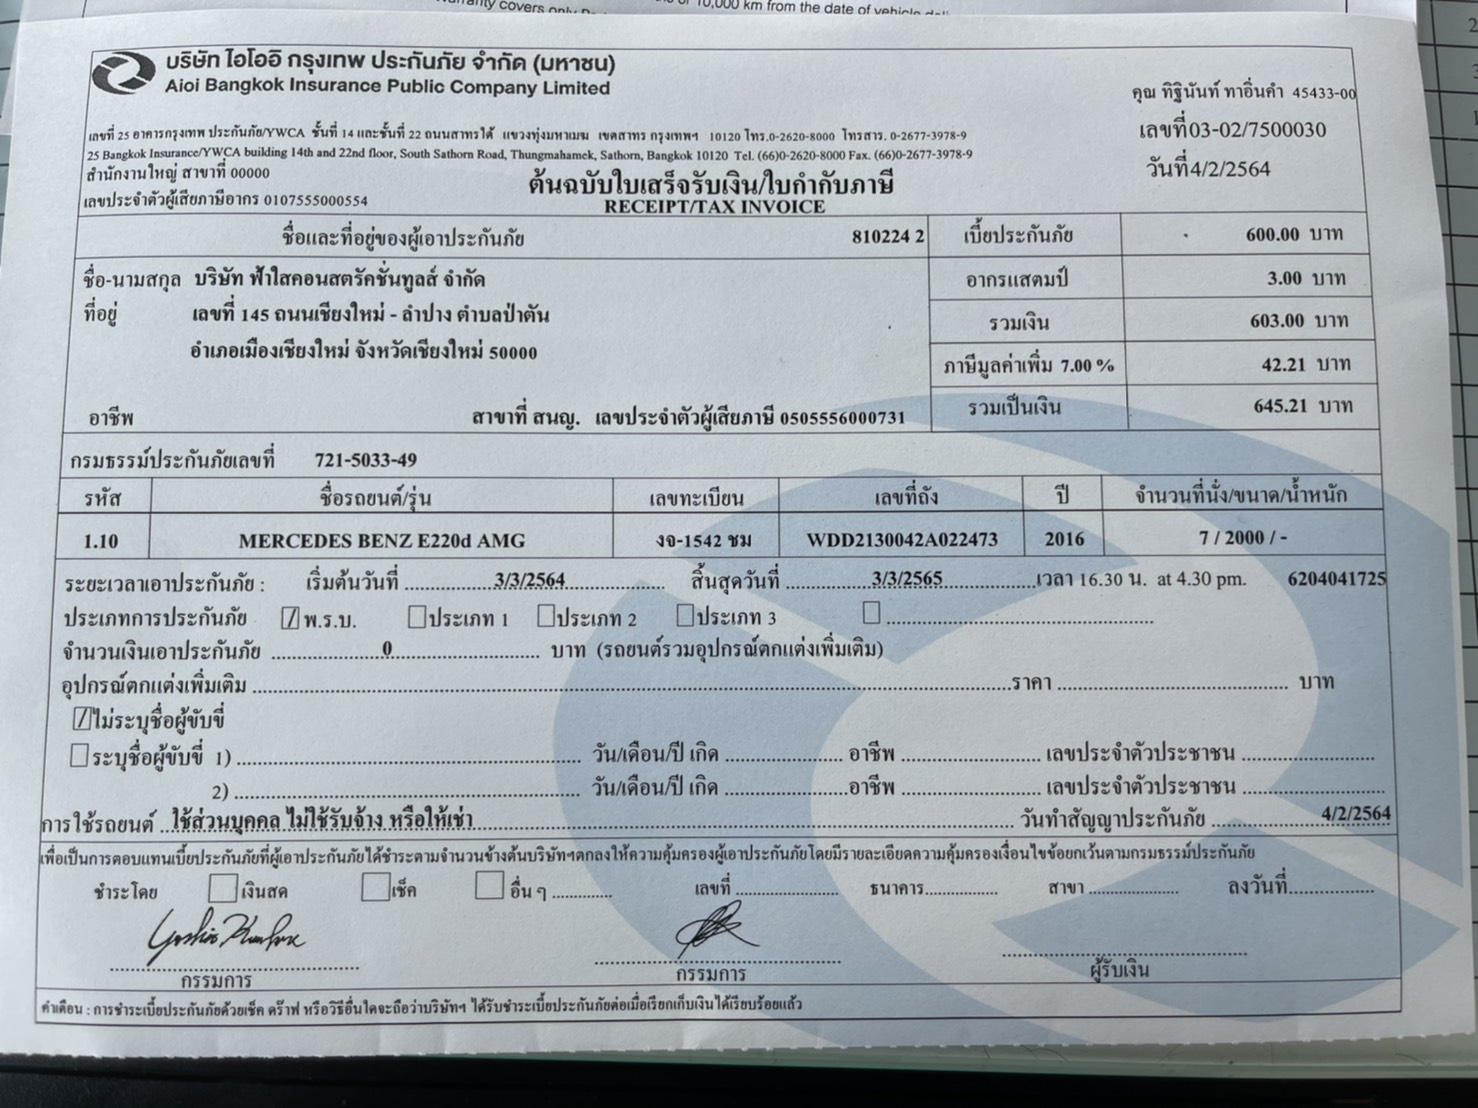 10,000 km from the date of vehicle
บริษัท ไอโออิ กรุงเทพ ประกันภัย จำกัด (มหาชน)
Aioi Bangkok Insurance Public Company Limited
คุณ ทิฐินันท์ ทาอิ่นคำ 45433-00
เลขที่03-02/7500030
วันที่4/2/2564
เลขที่ 25 อาคารกรุงเทพ ประกันภัย/YWCA ชั้นที่ 14 และชั้นที่ 22 ถนนสาทรใต้ แขวงทุ่งมหาเมฆ เขตสาทร กรุงเทพฯ 10120 โทร.0-2620-8000 โทรสาร. 0-2677-3978-9
25 Bangkok Insurance/YWCA building 14th and 22nd floor, South Sathorn Road, Thungmahamek, Sathorn, Bangkok 10120 Tel. (66)0-2620-8000 Fax. (66)0-2677-3978-9
สำนักงานใหญ่ สาขาที่ 00000
เลขประจำตัวผู้เสียภาษีอากร 0107555000554
ต้นฉบับใบเสร็จรับเงิน/ใบกำกับภาษี
RECEIPT/TAX INVOICE
ชื่อและที่อยู่ของผู้เอาประกันภัย 810224 2 เบี้ยประกันภัย 600.00 บาท
ชื่อ-นามสกุล บริษัท ฟ้าใสคอนสตรัคชั่นทูลส์ จำกัด อากรแสตมป์ 3.00 บาท
ที่อยู่ เลขที่ 145 ถนนเชียงใหม่ - ลำปาง ตำบลป่าตัน รวมเงิน 603.00 บาท
อำเภอเมืองเชียงใหม่ จังหวัดเชียงใหม่ 50000 ภาษีมูลค่าเพิ่ม 7.00 % 42.21 บาท
อาชีพ สาขาที่ สนญ. เลขประจำตัวผู้เสียภาษี 0505556000731 รวมเป็นเงิน 645.21 บาท
กรมธรรม์ประกันภัยเลขที่ 721-5033-49
รหัส ชื่อรถยนต์/รุ่น เลขทะเบียน เลขที่ถัง ปี จำนวนที่นั่ง/ขนาด/น้ำหนัก
1.10 MERCEDES BENZ E220d AMG งจ-1542 ชม WDD2130042A022473 2016 7 / 2000 / -
ระยะเวลาเอาประกันภัย : เริ่มต้นวันที่ 3/3/2564 สิ้นสุดวันที่ 3/3/2565 เวลา 16.30 น. at 4.30 pm. 6204041725
ประเภทการประกันภัย / พ.ร.บ. ประเภท 1 ประเภท 2 ประเภท 3
จำนวนเงินเอาประกันภัย 0 บาท (รถยนต์รวมอุปกรณ์ตกแต่งเพิ่มเติม)
อุปกรณ์ตกแต่งเพิ่มเติม ราคา บาท
/ ไม่ระบุชื่อผู้ขับขี่
ระบุชื่อผู้ขับขี่ 1) วัน/เดือน/ปี เกิด อาชีพ เลขประจำตัวประชาชน
2) วัน/เดือน/ปี เกิด อาชีพ เลขประจำตัวประชาชน
การใช้รถยนต์ ใช้ส่วนบุคคล ไม่ใช้รับจ้าง หรือให้เช่า วันทำสัญญาประกันภัย 4/2/2564
เพื่อเป็นการตอบแทนเบี้ยประกันภัยที่ผู้เอาประกันภัยได้ชำระตามจำนวนข้างต้นบริษัทฯตกลงให้ความคุ้มครองผู้เอาประกันภัยโดยมีรายละเอียดความคุ้มครองเงื่อนไขข้อยกเว้นตามกรมธรรม์ประกันภัย
ชำระโดย เงินสด เช็ค อื่น ๆ เลขที่ ธนาคาร สาขา ลงวันที่
กรรมการ กรรมการ ผู้รับเงิน
คำเตือน : การชำระเบี้ยประกันภัยด้วยเช็ค ดร๊าฟ หรือวิธีอื่นใดจะถือว่าบริษัทฯ ได้รับชำระเบี้ยประกันภัยต่อเมื่อเรียกเก็บเงินได้เรียบร้อยแล้ว